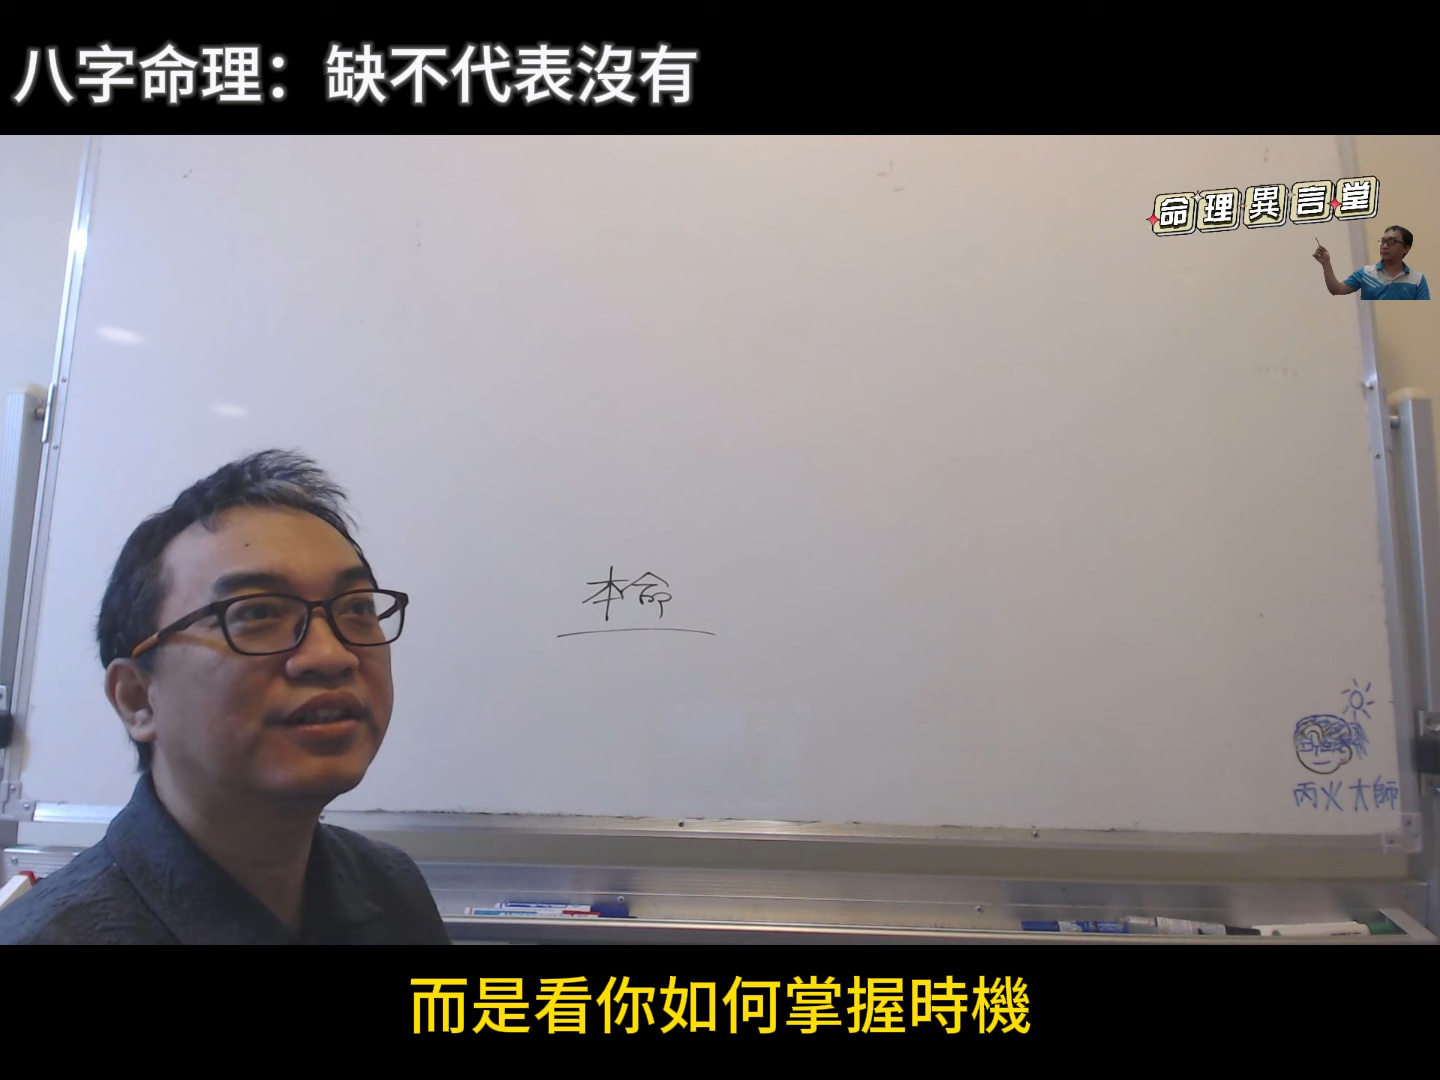 八字命理：缺不代表沒有
命理異言堂
本命
丙火大師
而是看你如何掌握時機